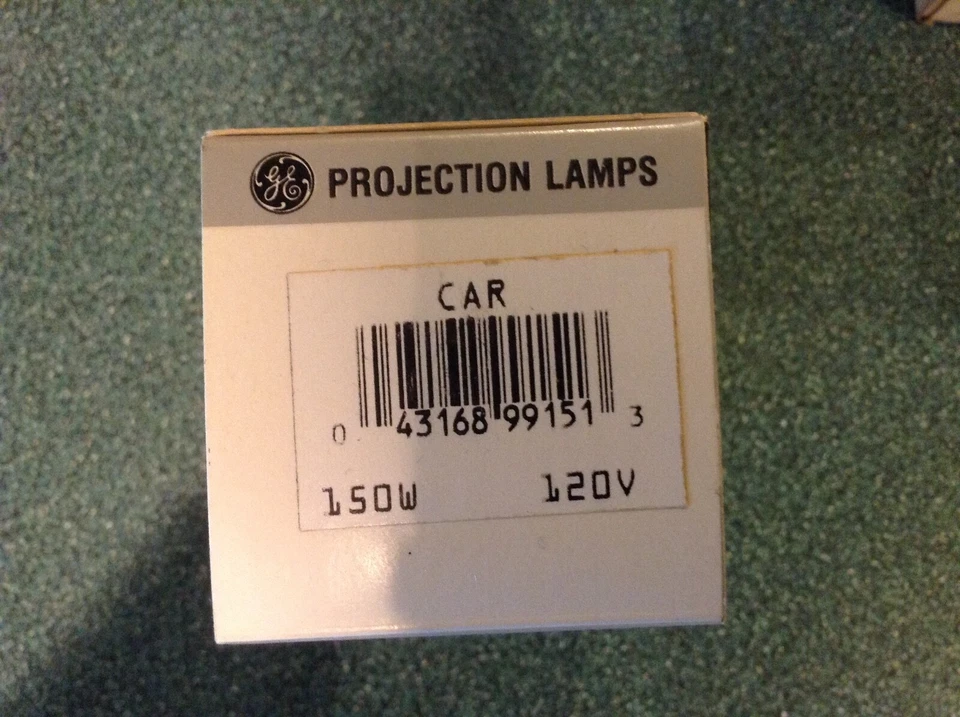 GE PROJECTION LAMPS
CAR
0 43168 99151 3
150W 120V